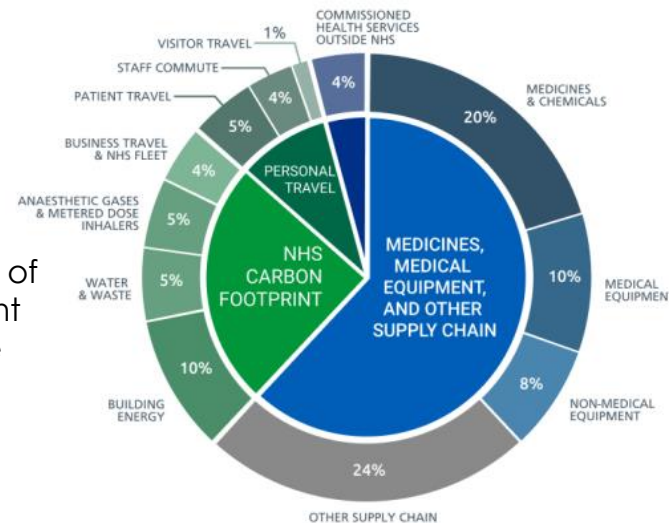 COMMISSIONED
HEALTH SERVICES
OUTSIDE NHS
4%
VISITOR TRAVEL
1%
STAFF COMMUTE
4%
PATIENT TRAVEL
5%
BUSINESS TRAVEL
& NHS FLEET
4%
ANAESTHETIC GASES
& METERED DOSE
INHALERS
5%
WATER
& WASTE
5%
BUILDING
ENERGY
10%
MEDICINES
& CHEMICALS
20%
MEDICAL
EQUIPMEN
10%
NON-MEDICAL
EQUIPMENT
8%
24%
OTHER SUPPLY CHAIN
PERSONAL
TRAVEL
NHS
CARBON
FOOTPRINT
MEDICINES,
MEDICAL
EQUIPMENT,
AND OTHER
SUPPLY CHAIN
of
nt